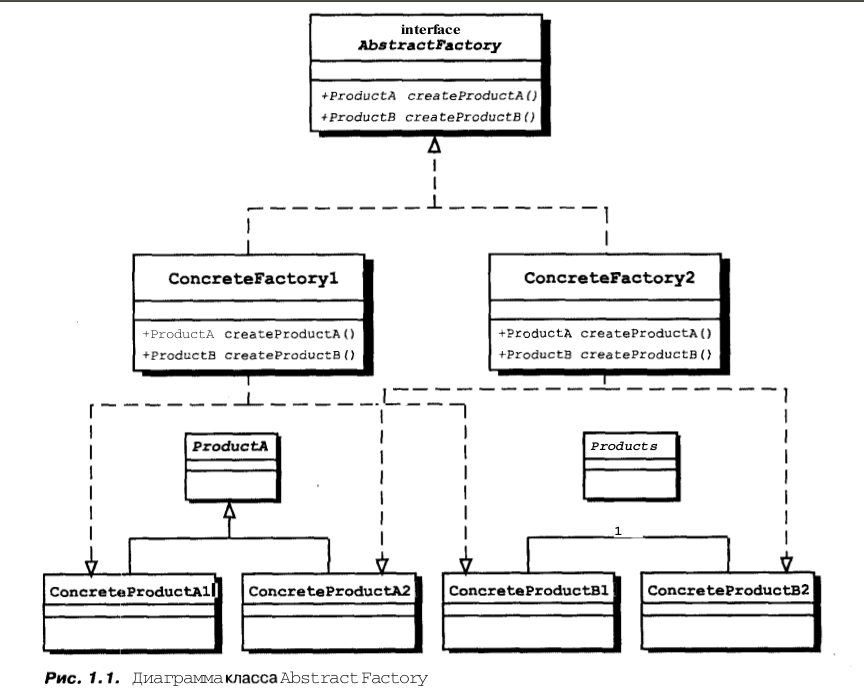 interface
AbstractFactory
+ProductA createProductA()
+ProductB createProductB()
ConcreteFactory1
+ProductA createProductA()
+ProductB createProductB()
ConcreteFactory2
+ProductA createProductA()
+ProductB createProductB()
ProductA
Products
1
ConcreteProductA1
ConcreteProductA2
ConcreteProductB1
ConcreteProductB2
Рис. 1.1. Диаграмма класса Abstract Factory